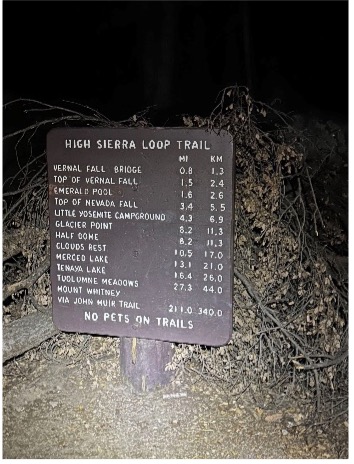 HIGH SIERRA LOOP TRAIL
MI KM
VERNAL FALL BRIDGE 0.8 1.3
TOP OF VERNAL FALL 1.5 2.4
EMERALD POOL 1.6 2.6
TOP OF NEVADA FALL 3.4 5.5
LITTLE YOSEMITE CAMPGROUND 4.3 6.9
GLACIER POINT 8.2 11.3
HALF DOME 8.2 11.3
CLOUDS REST 10.5 17.0
MERCED LAKE 13.1 21.0
TENAYA LAKE 16.4 26.0
TUOLUMNE MEADOWS 27.3 44.0
MOUNT WHITNEY
VIA JOHN MUIR TRAIL 211.0 340.0
NO PETS ON TRAILS